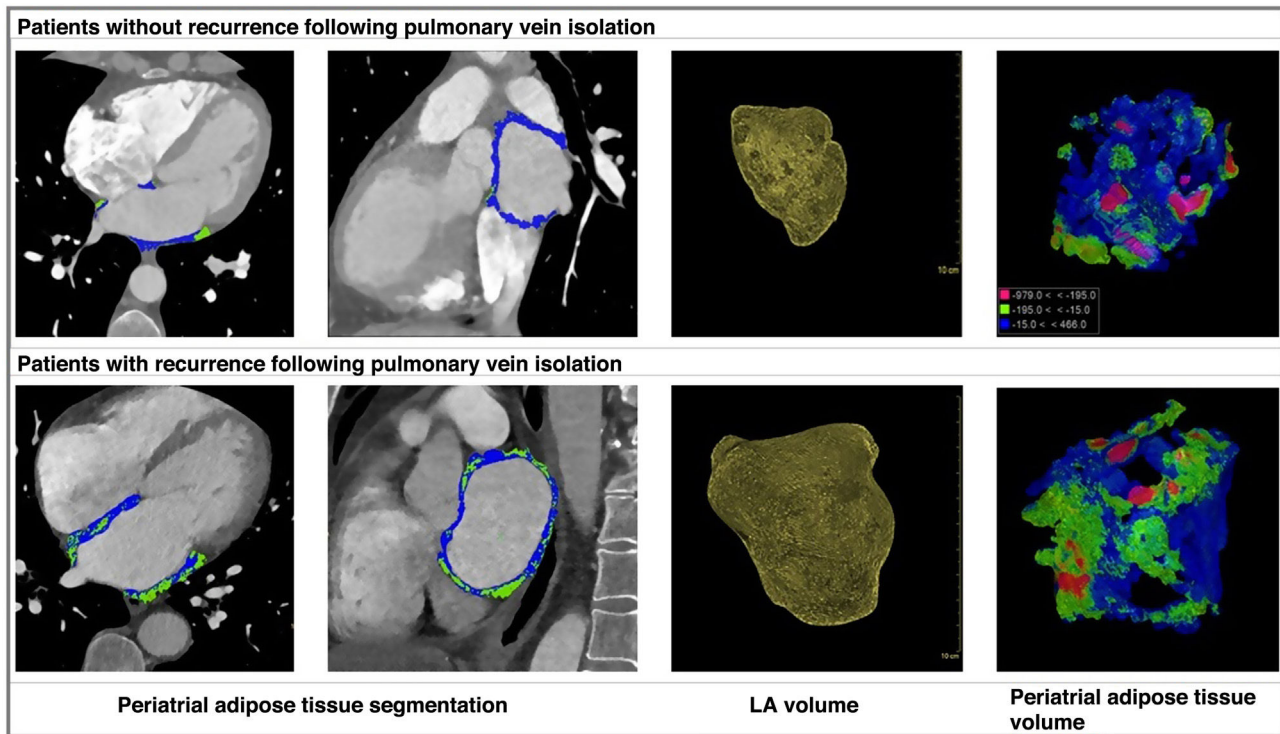 Patients without recurrence following pulmonary vein isolation
10 cm
-979.0 < < -195.0
-195.0 < < -15.0
-15.0 < < 466.0
Patients with recurrence following pulmonary vein isolation
10 cm
Periatrial adipose tissue segmentation
LA volume
Periatrial adipose tissue
volume